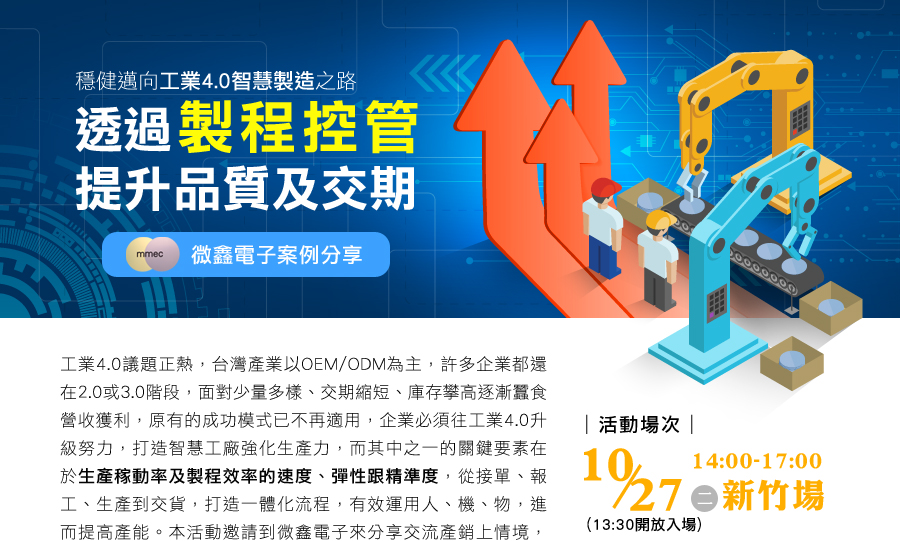 穩健邁向工業4.0智慧製造之路
透過製程控管
提升品質及交期
mmec 微鑫電子案例分享
工業4.0議題正熱，台灣產業以OEM/ODM為主，許多企業都還
在2.0或3.0階段，面對少量多樣、交期縮短、庫存攀高逐漸蠶食
營收獲利，原有的成功模式已不再適用，企業必須往工業4.0升
級努力，打造智慧工廠強化生產力，而其中之一的關鍵要素在
於生產稼動率及製程效率的速度、彈性跟精準度，從接單、報
工、生產到交貨，打造一體化流程，有效運用人、機、物，進
而提高產能。本活動邀請到微鑫電子來分享交流產銷上情境，
｜活動場次｜
10/27 二 14:00-17:00
新竹場
(13:30開放入場)